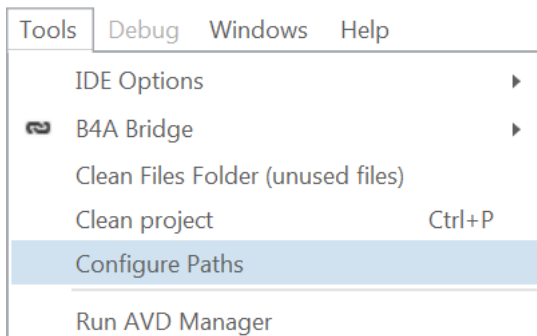 Tools Debug Windows Help
IDE Options
B4A Bridge
Clean Files Folder (unused files)
Clean project Ctrl+P
Configure Paths
Run AVD Manager